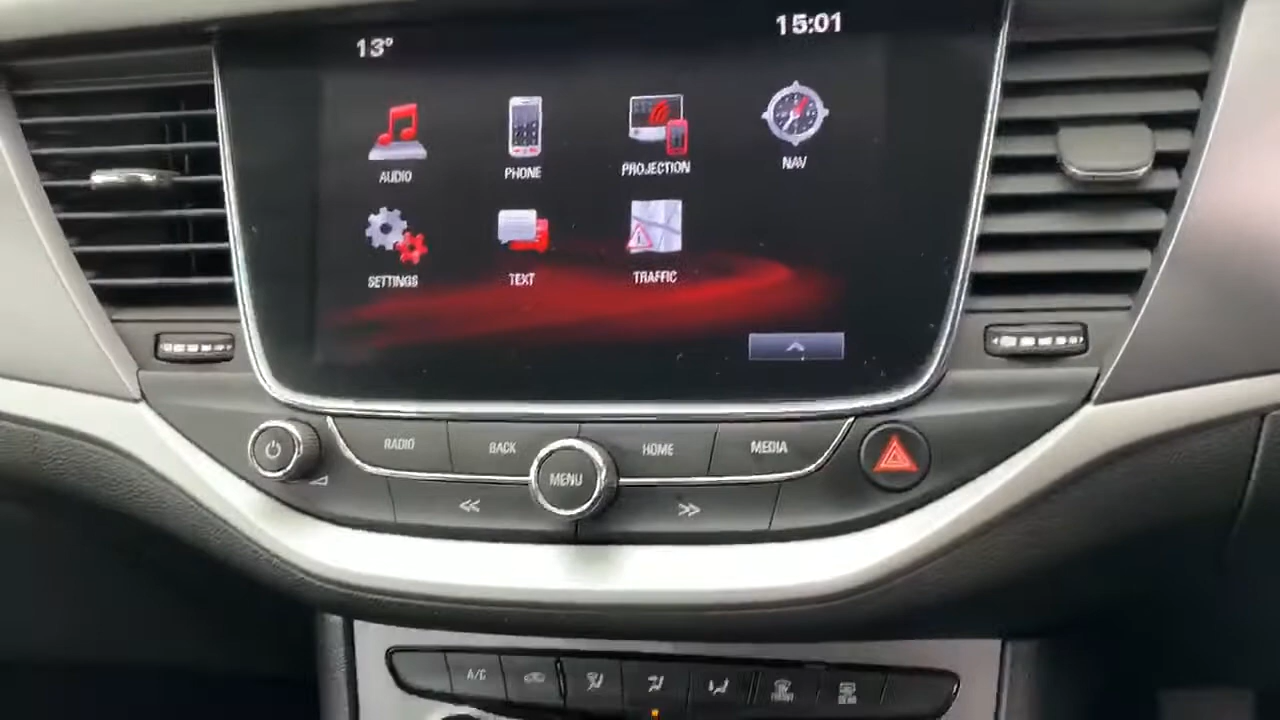 13°
15:01
AUDIO
PHONE
PROJECTION
NAV
SETTINGS
TEXT
TRAFFIC
RADIO
BACK
MENU
HOME
MEDIA
A/C